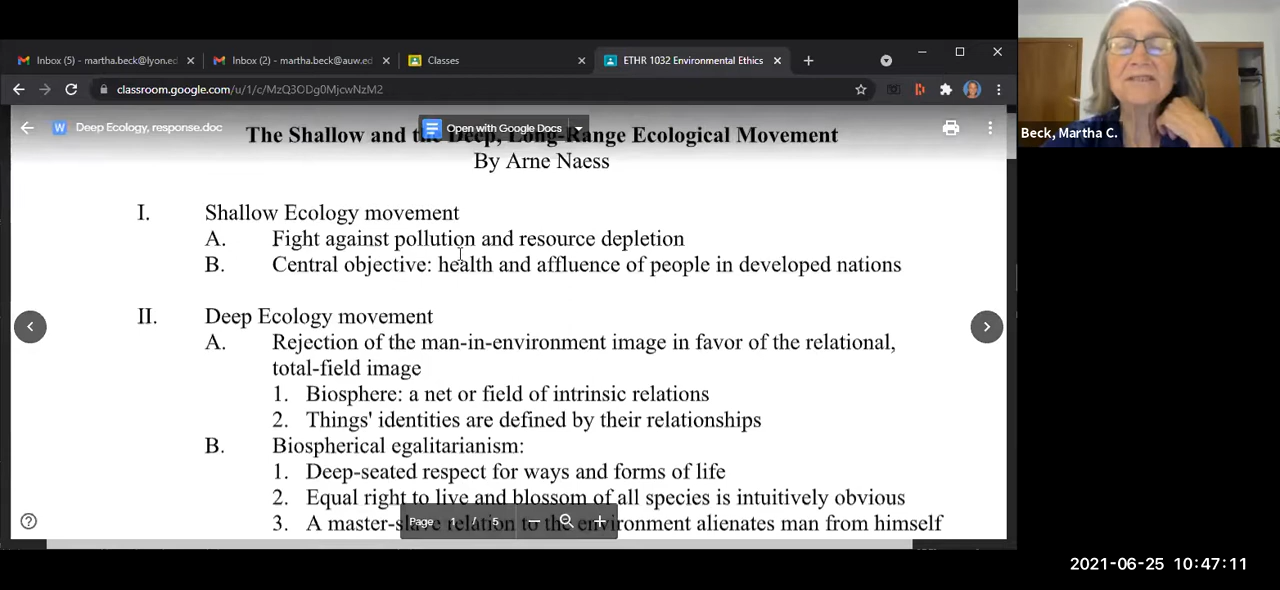 Inbox (5) - martha.beck@lyon.ed
Inbox (2) - martha.beck@auw.ed
Classes
ETHR 1032 Environmental Ethics
classroom.google.com/u/1/c/MzQ3ODg0MjcwNzM2
Deep Ecology, response.doc
Open with Google Docs
The Shallow and the Deep, Long-Range Ecological Movement
By Arne Naess
I. Shallow Ecology movement
A. Fight against pollution and resource depletion
B. Central objective: health and affluence of people in developed nations
II. Deep Ecology movement
A. Rejection of the man-in-environment image in favor of the relational,
total-field image
1. Biosphere: a net or field of intrinsic relations
2. Things' identities are defined by their relationships
B. Biospherical egalitarianism:
1. Deep-seated respect for ways and forms of life
2. Equal right to live and blossom of all species is intuitively obvious
3. A master-slave relation to the environment alienates man from himself
Page 1 / 5
Beck, Martha C.
2021-06-25 10:47:11